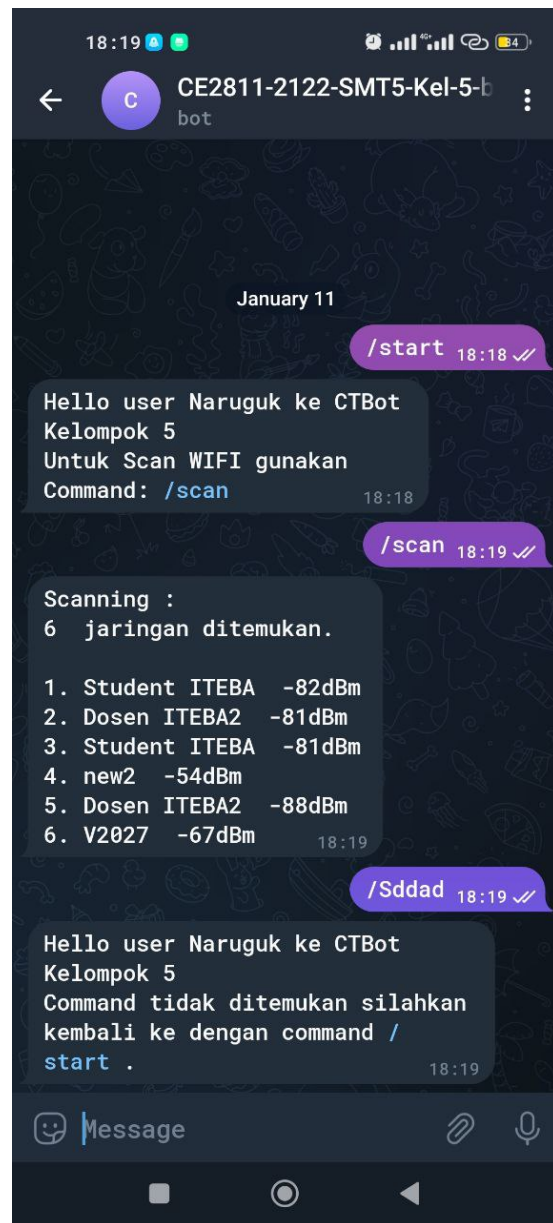 18:19
4G+
84
C
CE2811-2122-SMT5-Kel-5-b
bot
January 11
/start 18:18
Hello user Naruguk ke CTBot
Kelompok 5
Untuk Scan WIFI gunakan
Command: /scan
18:18
/scan 18:19
Scanning :
6 jaringan ditemukan.
1. Student ITEBA -82dBm
2. Dosen ITEBA2 -81dBm
3. Student ITEBA -81dBm
4. new2 -54dBm
5. Dosen ITEBA2 -88dBm
6. V2027 -67dBm
18:19
/Sddad 18:19
Hello user Naruguk ke CTBot
Kelompok 5
Command tidak ditemukan silahkan
kembali ke dengan command /
start .
18:19
Message